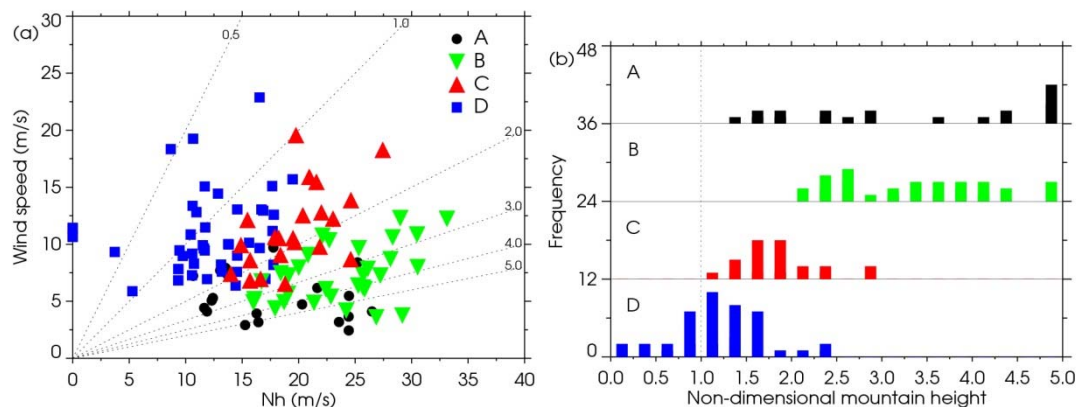 (a)
Wind speed (m/s)
30
25
20
15
10
5
0
0.5
1.0
2.0
3.0
4.0
5.0
A
B
C
D
0 5 10 15 20 25 30 35 40
Nh (m/s)
(b)
Frequency
48
36
24
12
0
A
B
C
D
0.0 0.5 1.0 1.5 2.0 2.5 3.0 3.5 4.0 4.5 5.0
Non-dimensional mountain height